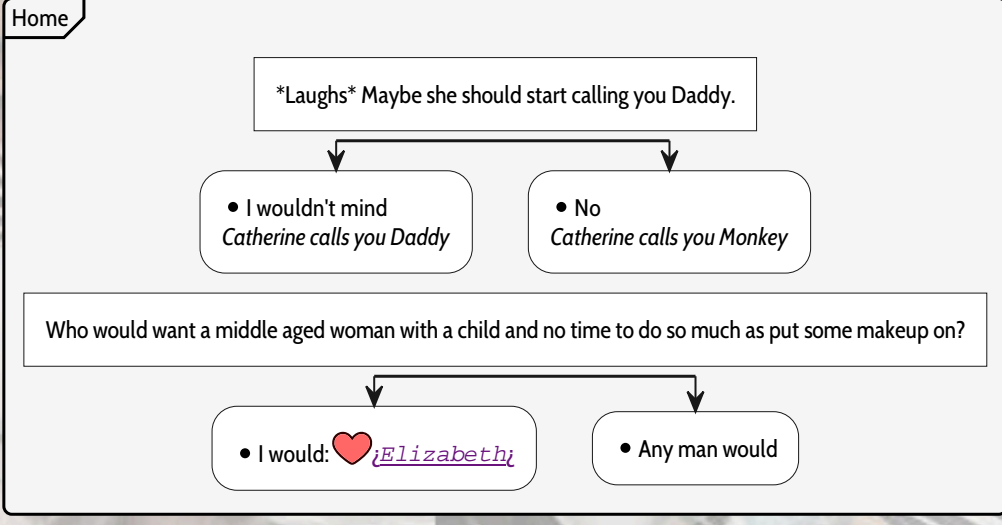 Home
*Laughs* Maybe she should start calling you Daddy.
• I wouldn't mind
Catherine calls you Daddy
• No
Catherine calls you Monkey
Who would want a middle aged woman with a child and no time to do so much as put some makeup on?
• I would: ❤️¿Elizabeth¿
• Any man would